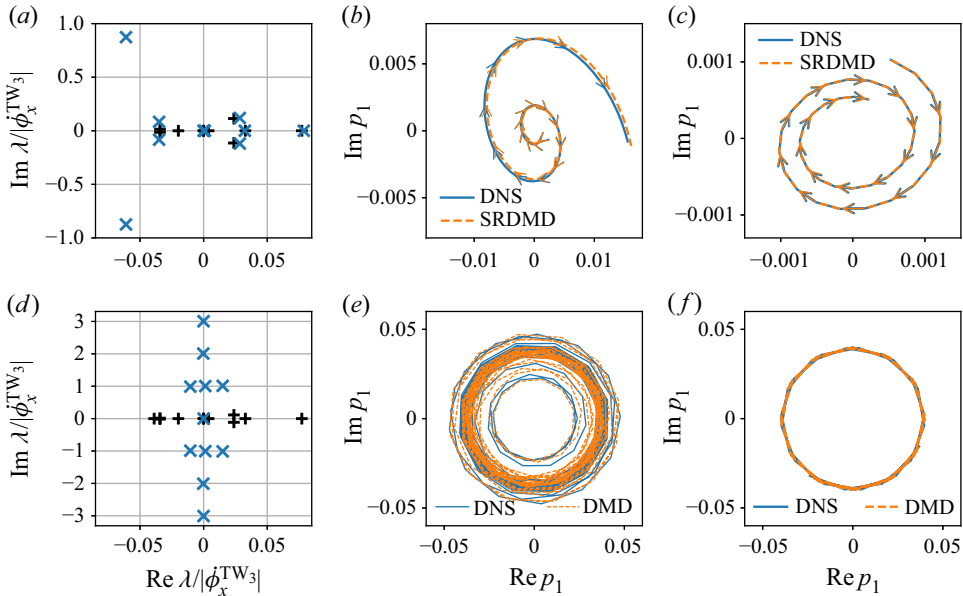 (a)
1.0
0.5
0
−0.5
−1.0
−0.05
0
0.05
Im λ/|ϕ̇ₓ^TW₃|
(b)
0.005
0
−0.005
−0.01
0
0.01
Im p₁
DNS
SRDMD
(c)
DNS
SRDMD
0.001
0
−0.001
−0.001
0
0.001
(d)
3
2
1
0
−1
−2
−3
−0.05
0
0.05
Im λ/|ϕ̇ₓ^TW₃|
Re λ/|ϕ̇ₓ^TW₃|
(e)
0.05
0
−0.05
0
0.05
Im p₁
Re p₁
DNS
DMD
(f)
0.05
0
−0.05
−0.05
0
0.05
Im p₁
Re p₁
DNS
DMD